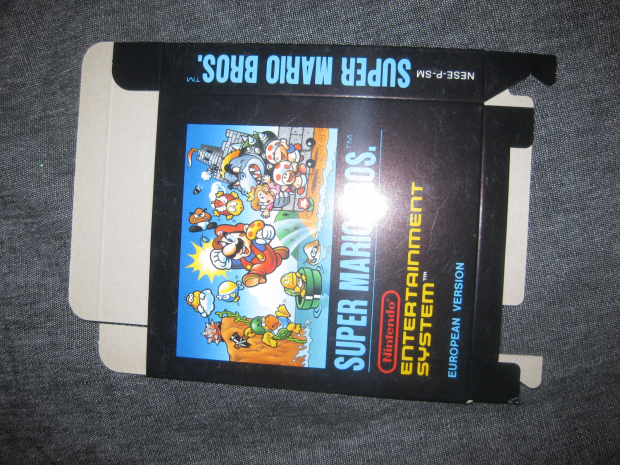 SUPER MARIO BROS.™
NESE-P-SM
SUPER MARIO BROS.™
Nintendo®
ENTERTAINMENT
SYSTEM™
EUROPEAN VERSION